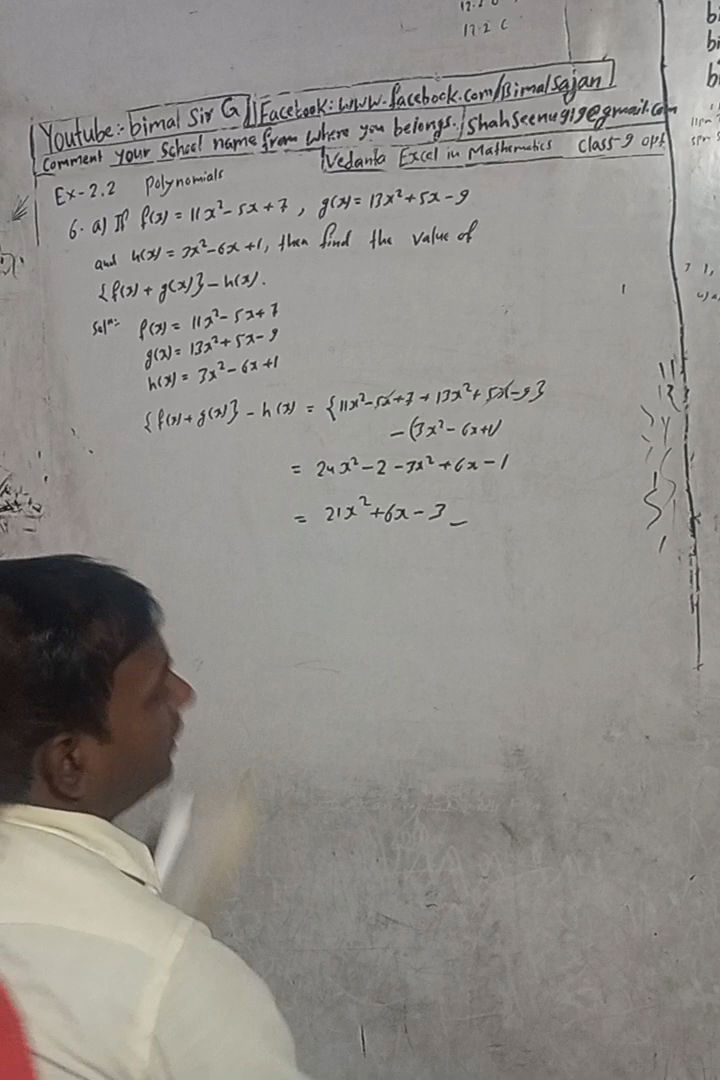 17.2 C
Youtube:- bimal Sir G || Facebook: www.facebook.com/BimalSajan
Comment your School name from where you belongs. / shahseenu919@gmail.com
Vedanta Excel in Mathematics Class-9 opt
Ex-2.2 Polynomials
6. a) If f(x) = 11x²-5x+7, g(x) = 13x²+5x-9
and h(x) = 3x²-6x+1, then find the value of
{f(x) + g(x)} - h(x).
Solⁿ:- f(x) = 11x²-5x+7
g(x) = 13x²+5x-9
h(x) = 3x²-6x+1
{f(x)+g(x)} - h(x) = {11x²-5x+7+13x²+5x-9}
-(3x²-6x+1)
= 24x²-2-3x²+6x-1
= 21x²+6x-3